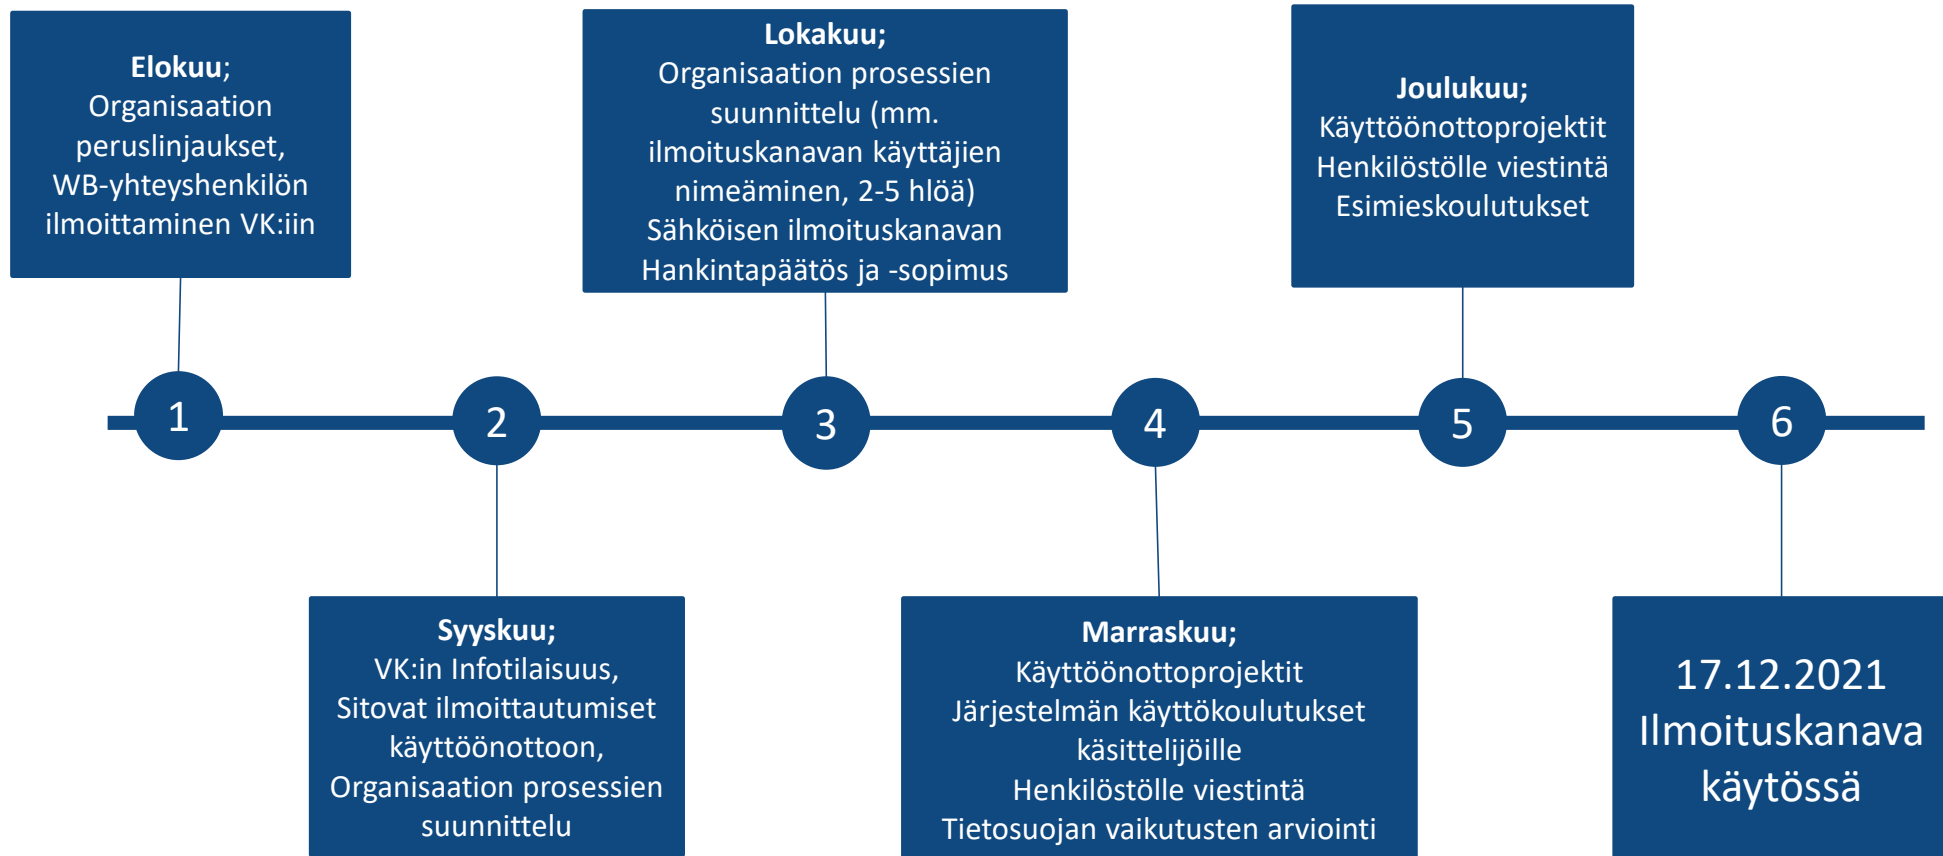 Elokuu;
Organisaation
peruslinjaukset,
WB-yhteyshenkilön
ilmoittaminen VK:iin
Lokakuu;
Organisaation prosessien
suunnittelu (mm.
ilmoituskanavan käyttäjien
nimeäminen, 2-5 hlöä)
Sähköisen ilmoituskanavan
Hankintapäätös ja -sopimus
Joulukuu;
Käyttöönottoprojektit
Henkilöstölle viestintä
Esimieskoulutukset
1
2
3
4
5
6
Syyskuu;
VK:in Infotilaisuus,
Sitovat ilmoittautumiset
käyttöönottoon,
Organisaation prosessien
suunnittelu
Marraskuu;
Käyttöönottoprojektit
Järjestelmän käyttökoulutukset
käsittelijöille
Henkilöstölle viestintä
Tietosuojan vaikutusten arviointi
17.12.2021
Ilmoituskanava
käytössä